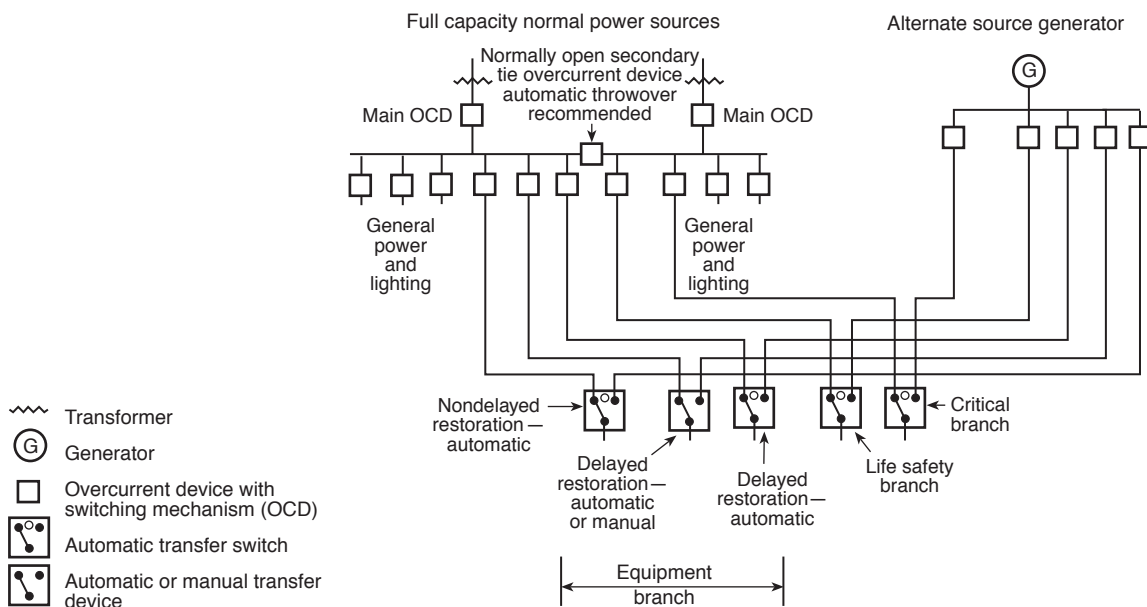 Full capacity normal power sources
Alternate source generator
Normally open secondary
tie overcurrent device
automatic throwover
recommended
G
Main OCD
Main OCD
General
power
and
lighting
General
power
and
lighting
Nondelayed
restoration—
automatic
Delayed
restoration—
automatic
or manual
Delayed
restoration—
automatic
Life safety
branch
Critical
branch
Equipment
branch
Transformer
G
Generator
Overcurrent device with
switching mechanism (OCD)
Automatic transfer switch
Automatic or manual transfer
device